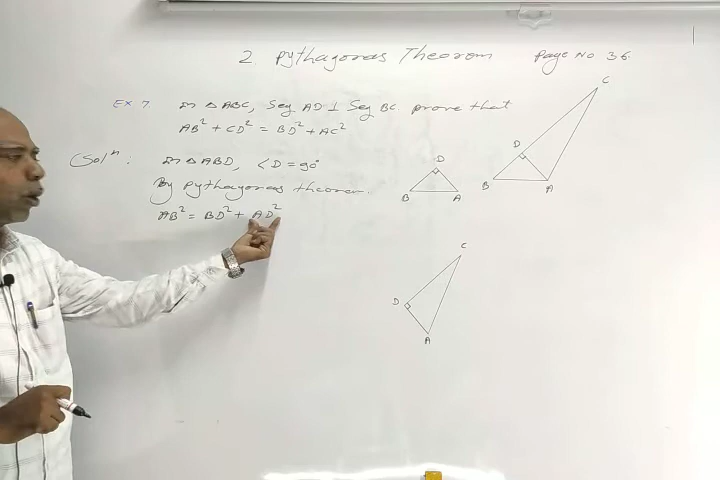 2. Pythagoras Theorom Page No 36.
Ex 7. In △ABC, Seg AD ⊥ Seg BC. prove that
AB² + CD² = BD² + AC²
Solⁿ: In △ABD, ∠D = 90°
By pythagoras theorem.
AB² = BD² + AD²
D
B A
C
D
B A
C
D
A